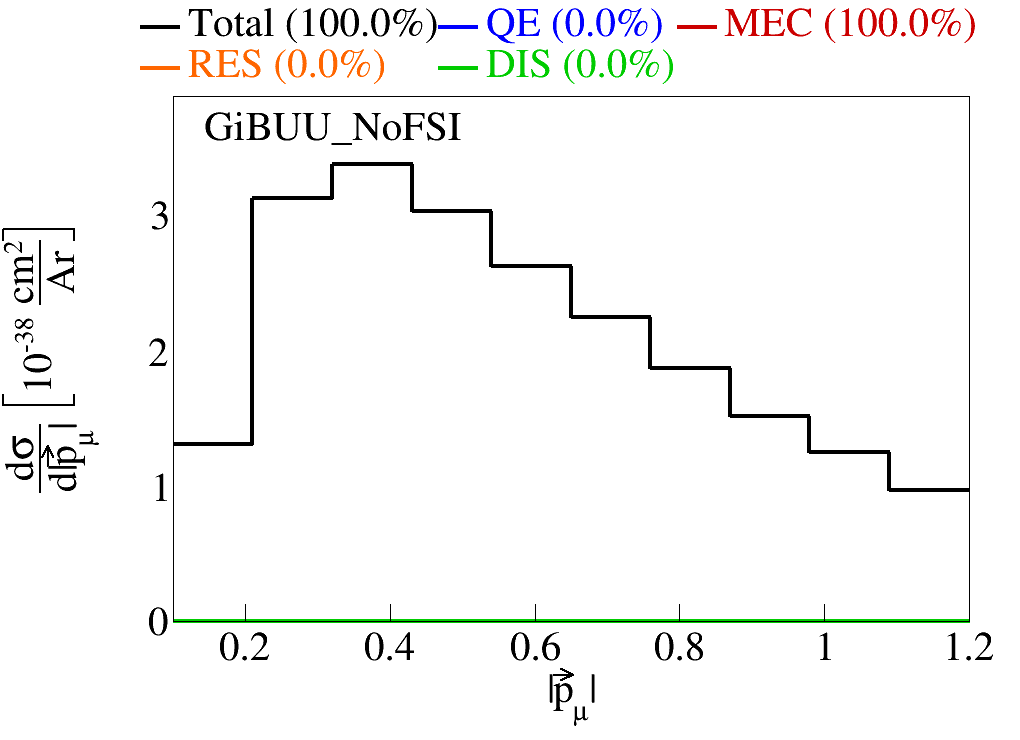 Total (100.0%) QE (0.0%) MEC (100.0%)
RES (0.0%) DIS (0.0%)
GiBUU_NoFSI
3
2
1
0
0.2 0.4 0.6 0.8 1 1.2
|p⃗μ|
dσ/d|p⃗μ| [10^-38 cm²/Ar]